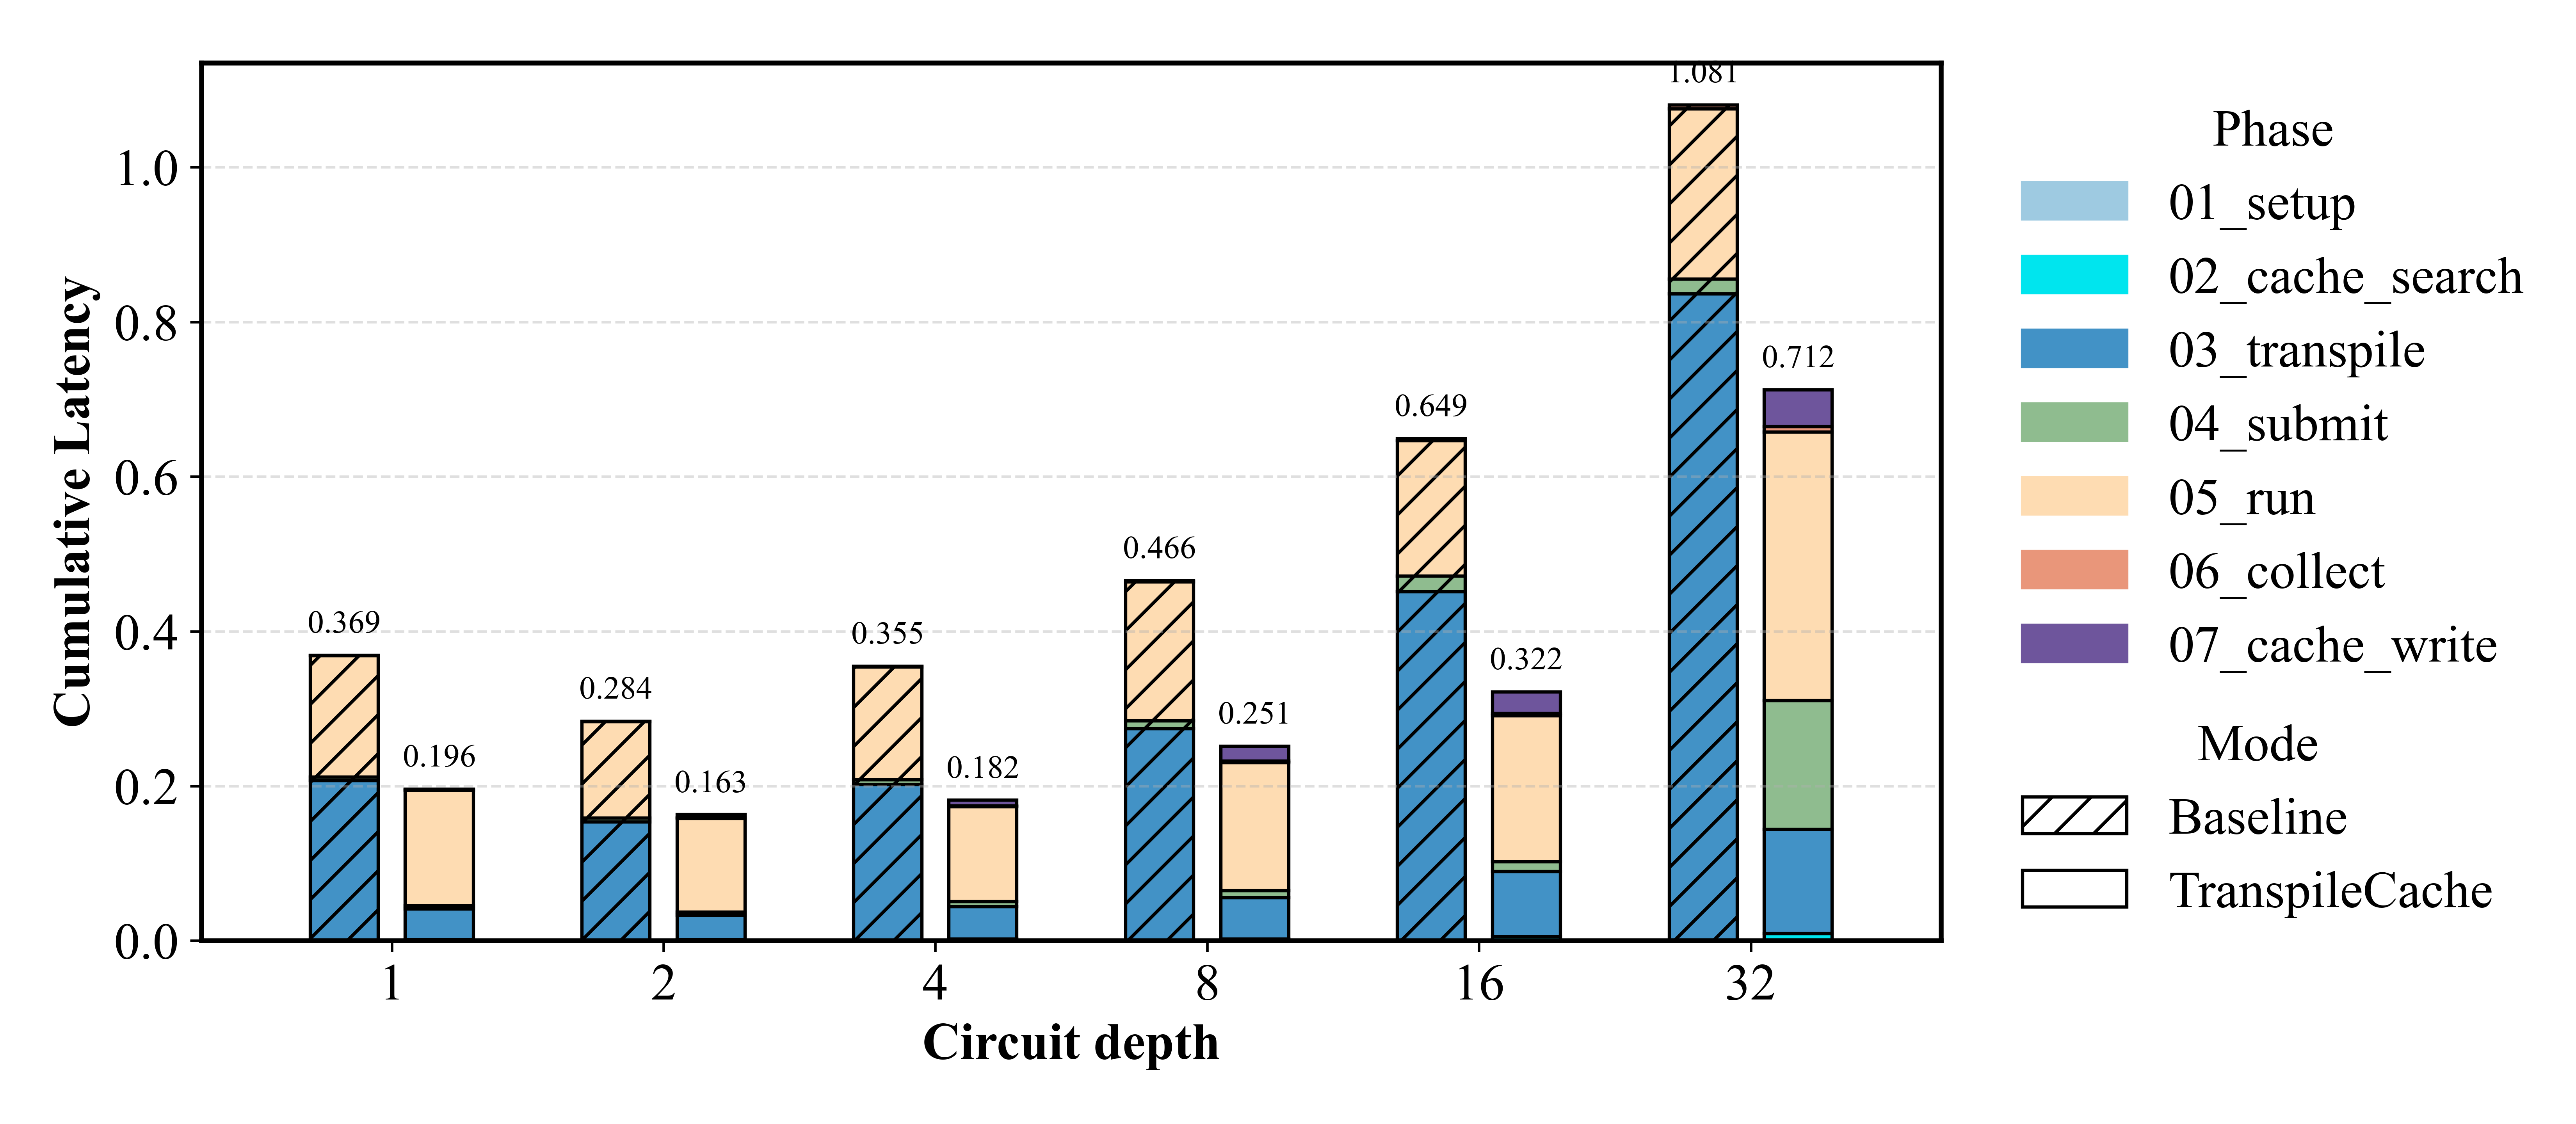 1.081
1.0
0.8
0.6
0.4
0.2
0.0
Cumulative Latency
0.369
0.196
0.284
0.163
0.355
0.182
0.466
0.251
0.649
0.322
0.712
1
2
4
8
16
32
Circuit depth
Phase
01_setup
02_cache_search
03_transpile
04_submit
05_run
06_collect
07_cache_write
Mode
Baseline
TranspileCache